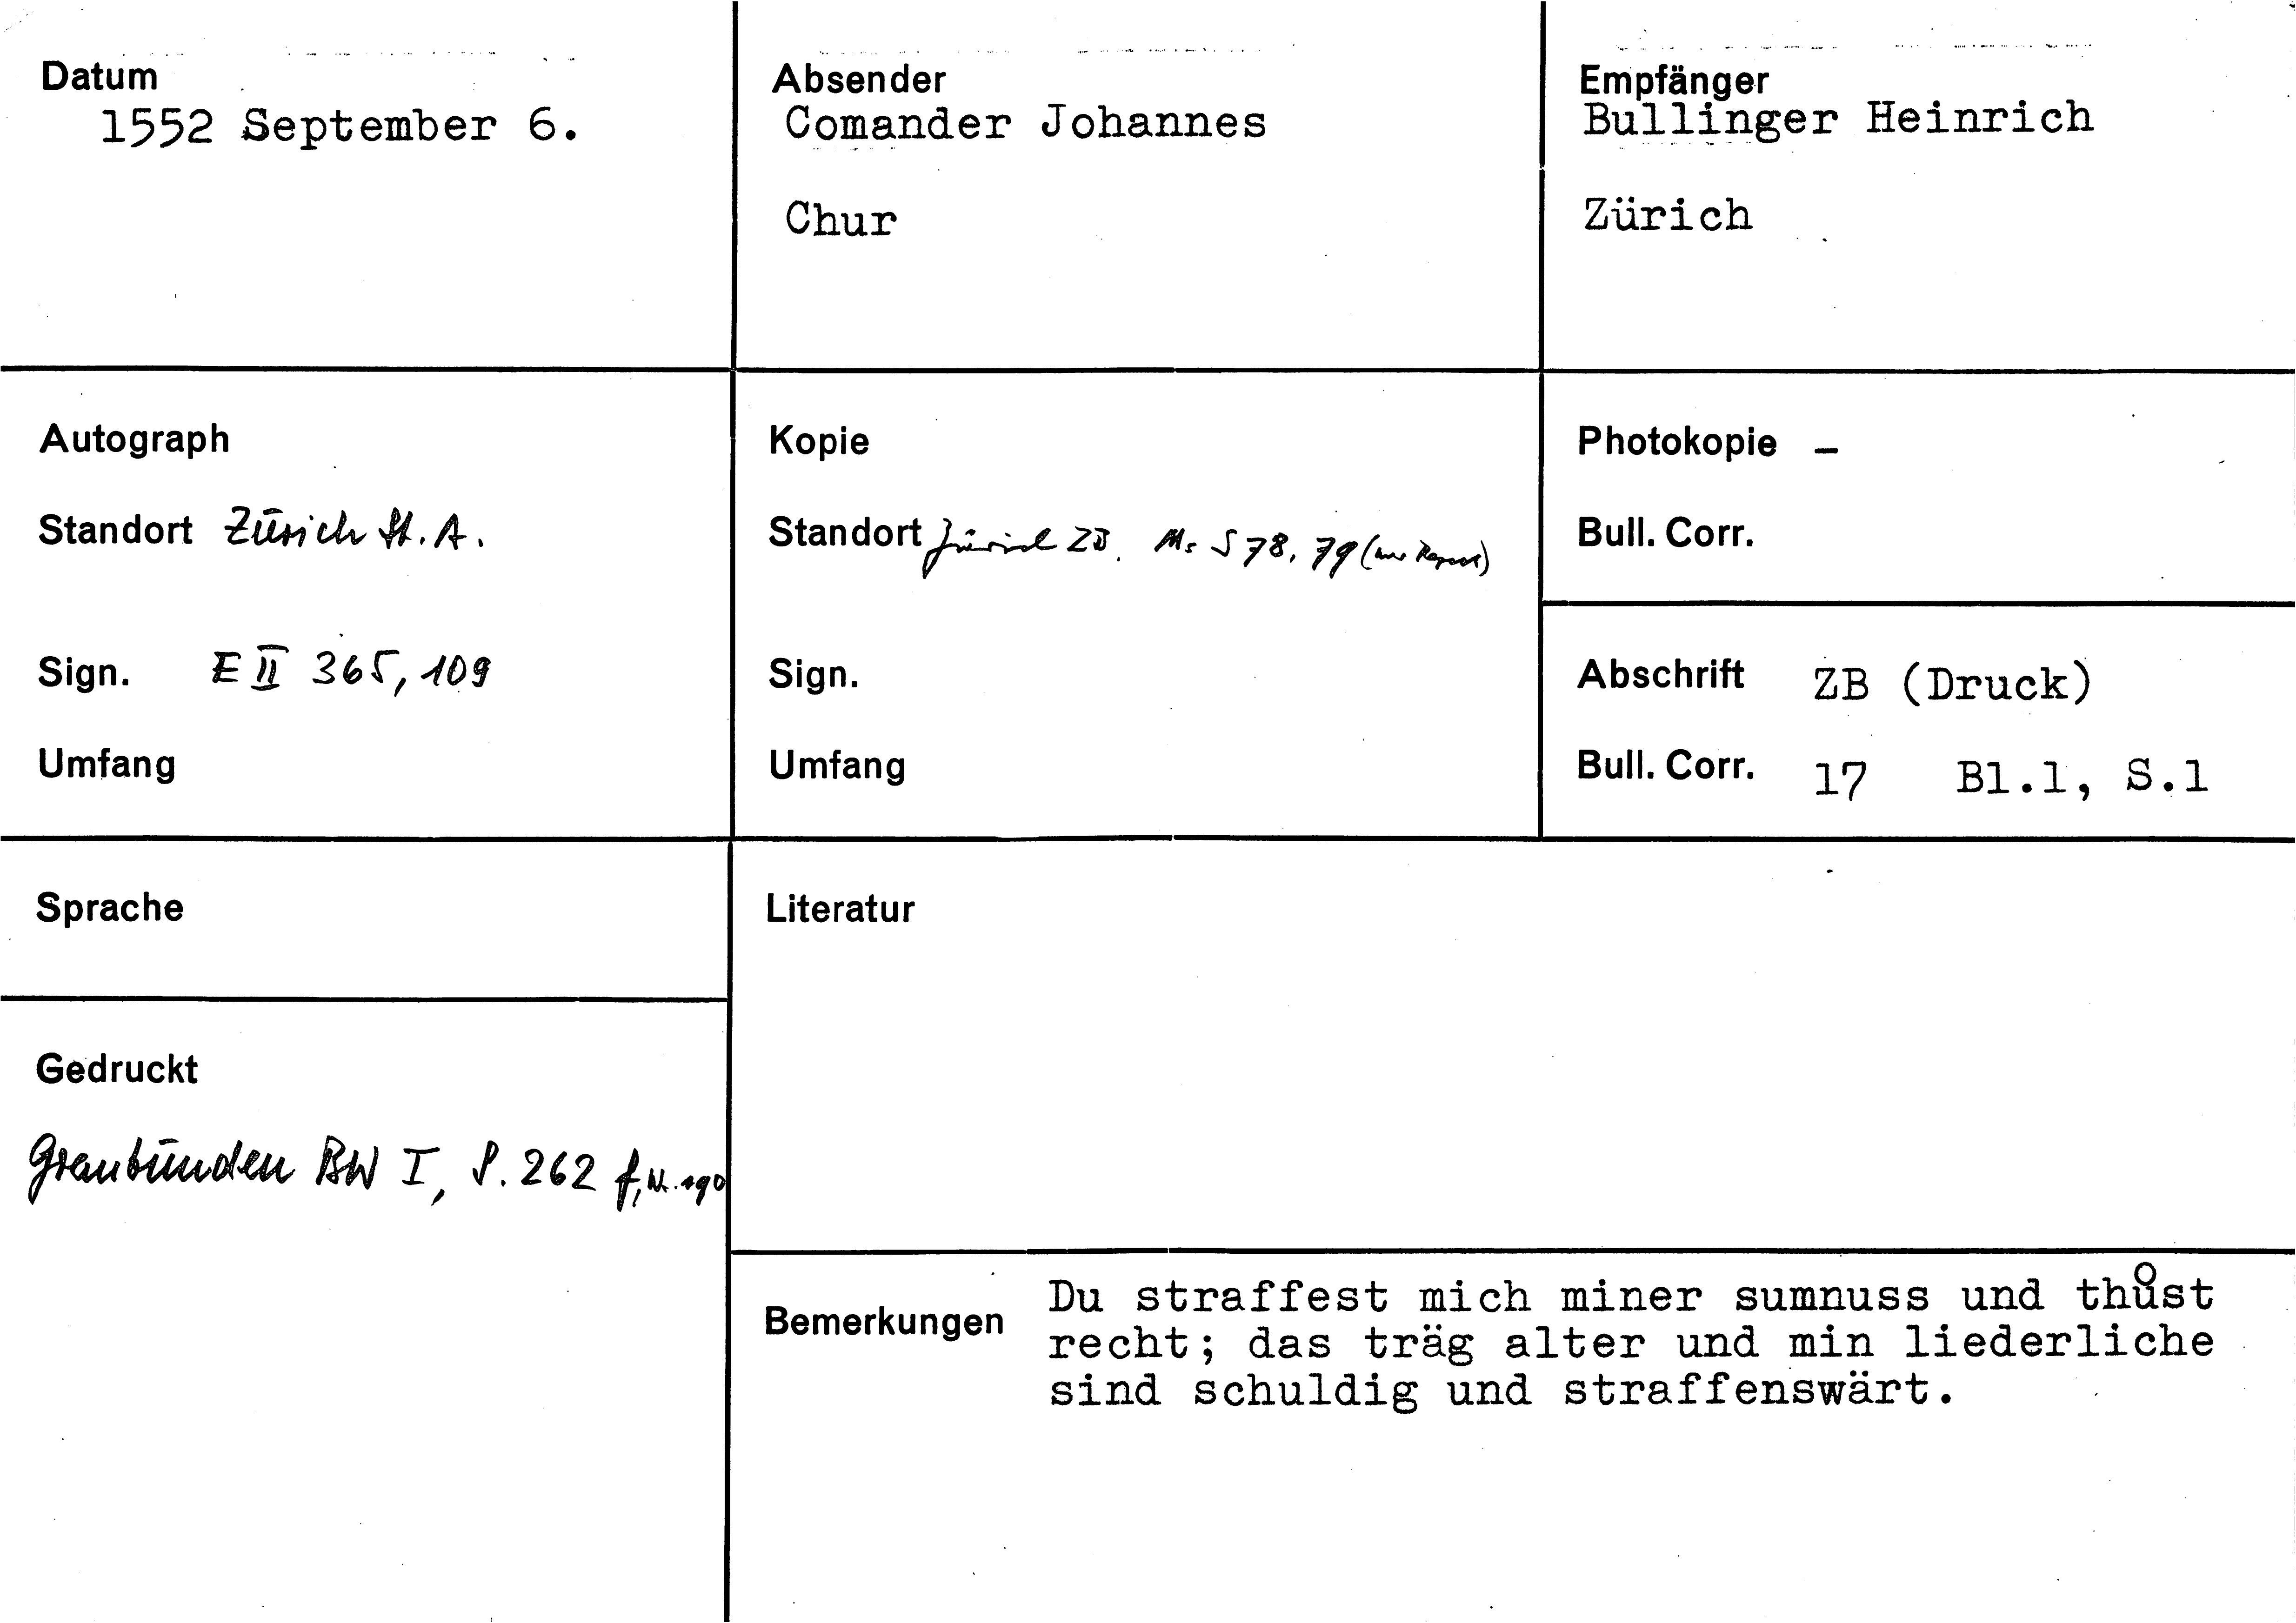 Datum
1552 September 6.
Absender
Comander Johannes
Chur
Empfänger
Bullinger Heinrich
Zürich
Autograph
Standort Zürich St. A.
Sign. E II 365, 109
Umfang
Kopie
Standort Zürich ZB. Ms S 78, 79 (nur Regest)
Sign.
Umfang
Photokopie –
Bull. Corr.
Abschrift ZB (Druck)
Bull. Corr. 17 Bl.1, S.1
Sprache
Gedruckt
Graubünden BW I, S. 262 f, Nr. 190
Literatur
Bemerkungen
Du straffest mich miner sumnuss und thůst
recht; das träg alter und min liederliche
sind schuldig und straffenswärt.